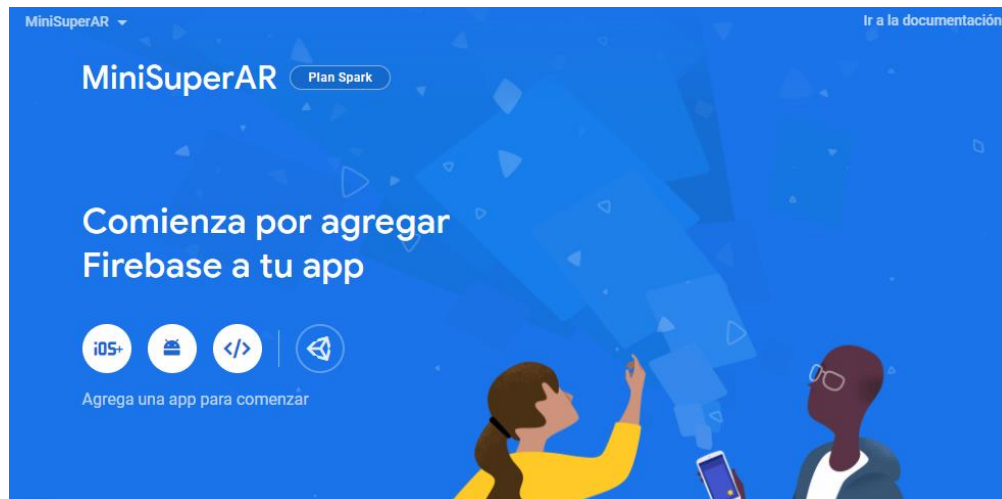 MiniSuperAR
Ir a la documentación
MiniSuperAR Plan Spark
Comienza por agregar
Firebase a tu app
iOS+ </>
Agrega una app para comenzar